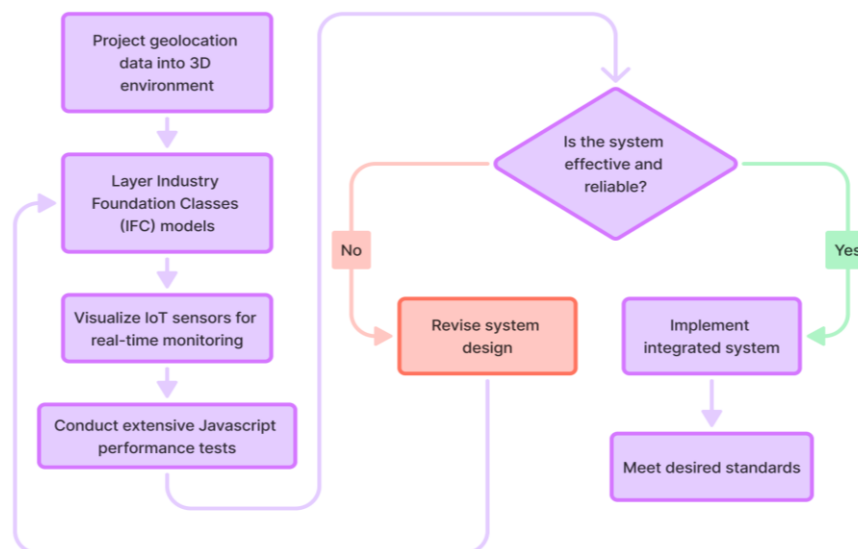 Project geolocation
data into 3D
environment
Layer Industry
Foundation Classes
(IFC) models
Visualize IoT sensors for
real-time monitoring
Conduct extensive Javascript
performance tests
Is the system
effective and
reliable?
No
Yes
Revise system
design
Implement
integrated system
Meet desired standards